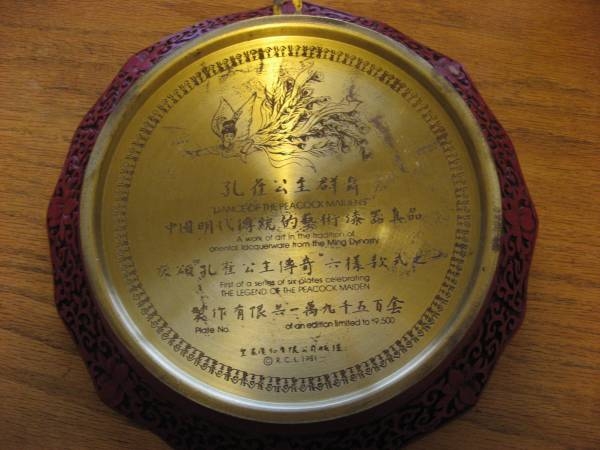 孔雀公主群舞
"DANCE OF THE PEACOCK MAIDENS"
中國明代傳統的藝術漆器真品
A work of art in the tradition of
oriental lacquerware from the Ming Dynasty
"孔雀公主傳奇"六樣款式之一
First of a series of six plates celebrating
THE LEGEND OF THE PEACOCK MAIDEN
製作有限共一萬九千五百套
Plate No. of an edition limited to 19,500
© R.C.L. 1981